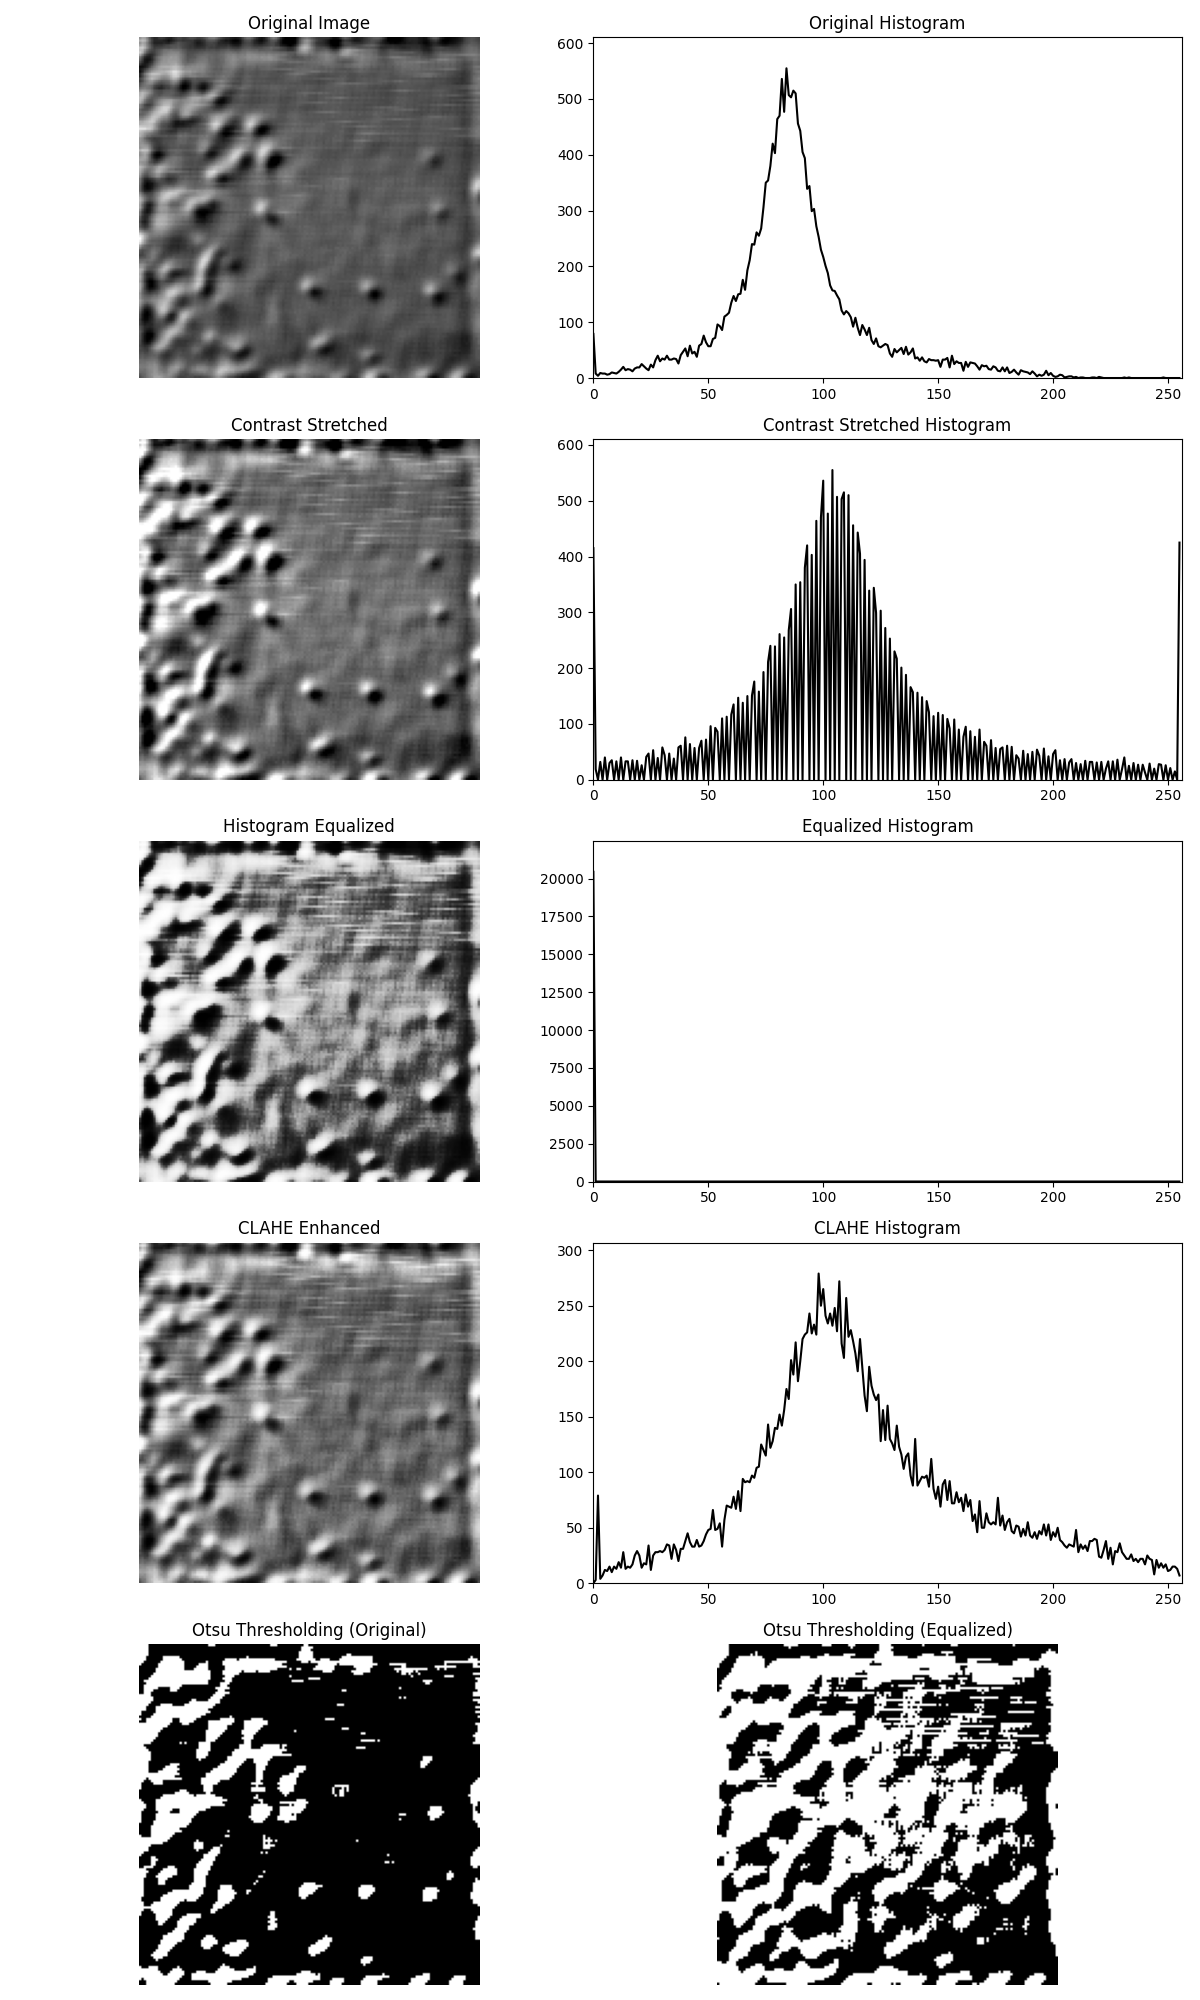 Original Image
Original Histogram
600
500
400
300
200
100
0
0 50 100 150 200 250
Contrast Stretched
Contrast Stretched Histogram
600
500
400
300
200
100
0
0 50 100 150 200 250
Histogram Equalized
Equalized Histogram
20000
17500
15000
12500
10000
7500
5000
2500
0
0 50 100 150 200 250
CLAHE Enhanced
CLAHE Histogram
300
250
200
150
100
50
0
0 50 100 150 200 250
Otsu Thresholding (Original)
Otsu Thresholding (Equalized)